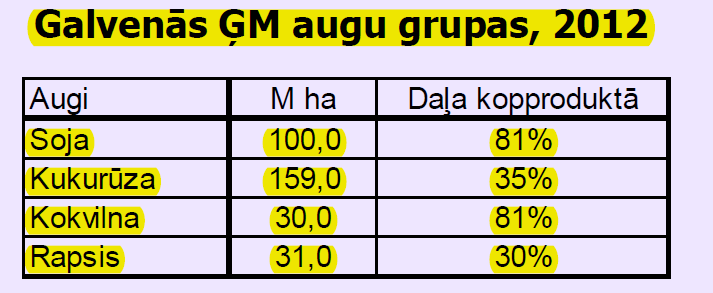 Galvenās ĢM augu grupas, 2012
Augi M ha Daļa kopproduktā
Soja 100,0 81%
Kukurūza 159,0 35%
Kokvilna 30,0 81%
Rapsis 31,0 30%